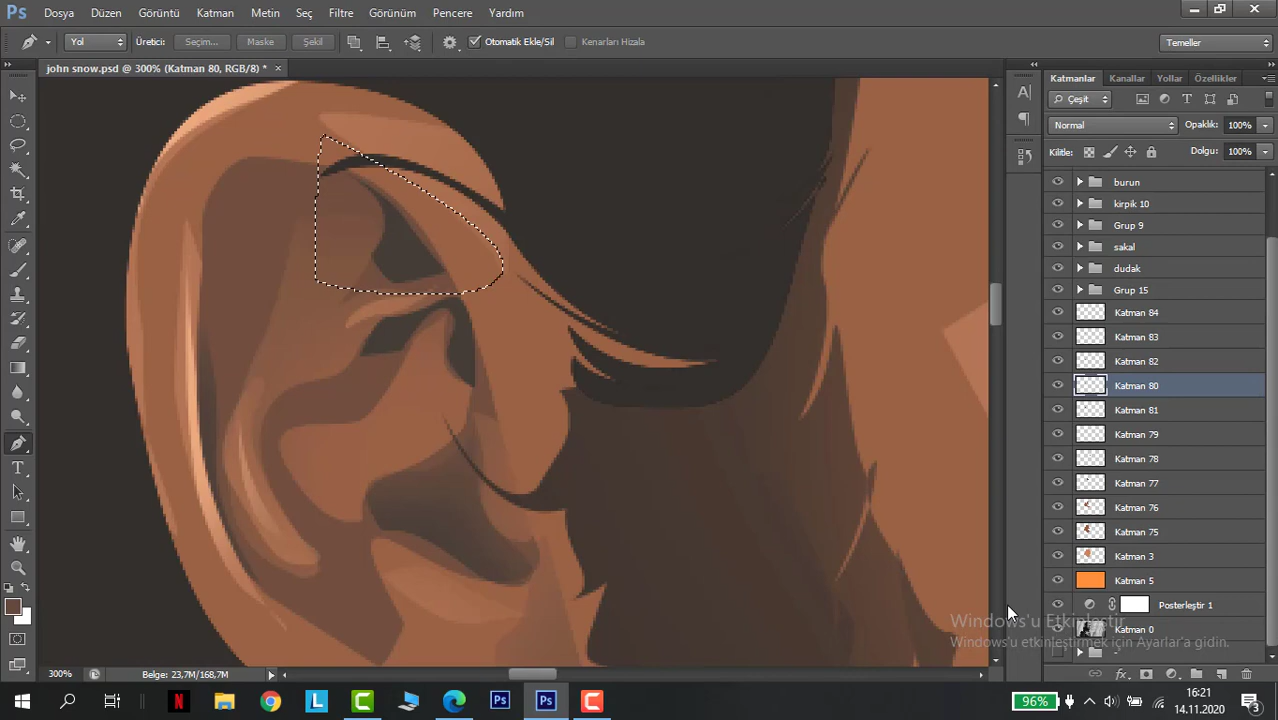 Ps Dosya Düzen Görüntü Katman Metin Seç Filtre Görünüm Pencere Yardım
Yol Üretici: Seçim... Maske Şekil Otomatik Ekle/Sil Kenarları Hizala Temeller
john snow.psd @ 300% (Katman 80, RGB/8) * ×
Katmanlar Kanallar Yollar Özellikler
Çeşit
Normal Opaklık: 100%
Kilitle: Dolgu: 100%
burun
kirpik 10
Grup 9
sakal
dudak
Grup 15
Katman 84
Katman 83
Katman 82
Katman 80
Katman 81
Katman 79
Katman 78
Katman 77
Katman 76
Katman 75
Katman 3
Katman 5
Posterleştir 1
Katman 0
-
Windows'u Etkinleştir
Windows'u etkinleştirmek için Ayarlar'a gidin.
300% Belge: 23,7M/168,7M
N L C Ps Ps C 96% 16:21
14.11.2020 3